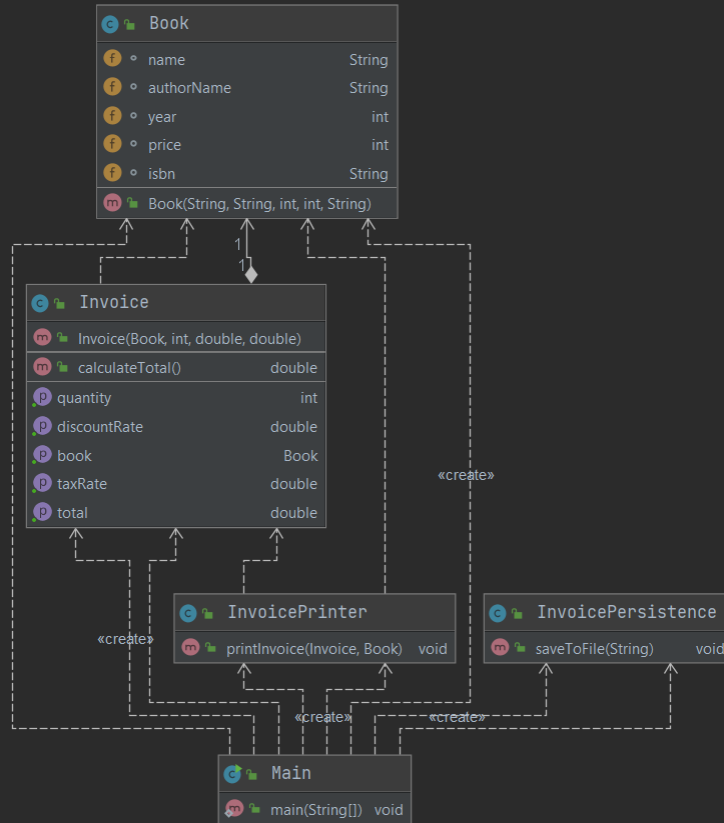 Book
name String
authorName String
year int
price int
isbn String
Book(String, String, int, int, String)
1
1
Invoice
Invoice(Book, int, double, double)
calculateTotal() double
quantity int
discountRate double
book Book
taxRate double
total double
«create»
InvoicePrinter
printInvoice(Invoice, Book) void
InvoicePersistence
saveToFile(String) void
«create»
«create»
«create»
Main
main(String[]) void